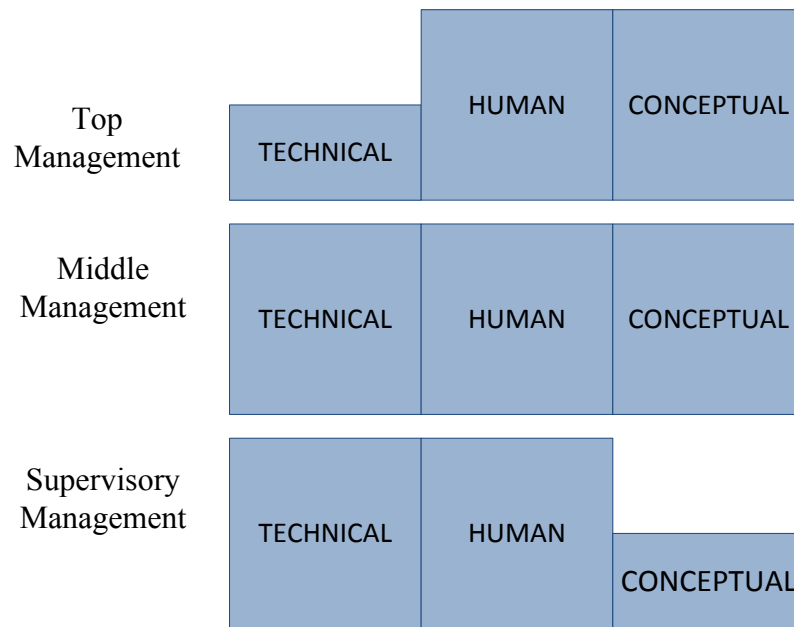 Top
Management
TECHNICAL
HUMAN
CONCEPTUAL
Middle
Management
TECHNICAL
HUMAN
CONCEPTUAL
Supervisory
Management
TECHNICAL
HUMAN
CONCEPTUAL